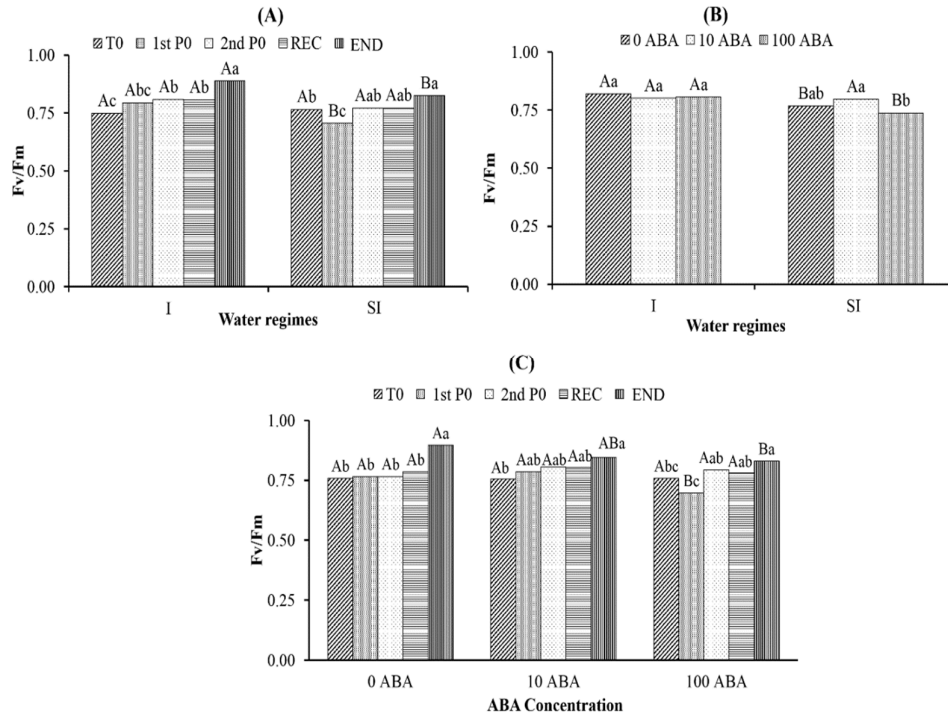 (A)
T0 1st P0 2nd P0 REC END
1.00
0.75
0.50
0.25
0.00
Fv/Fm
Ac Abc Ab Ab Aa
Ab Bc Aab Aab Ba
I SI
Water regimes
(B)
0 ABA 10 ABA 100 ABA
1.00
0.75
0.50
0.25
0.00
Fv/Fm
Aa Aa Aa
Bab Aa Bb
I SI
Water regimes
(C)
T0 1st P0 2nd P0 REC END
1.00
0.75
0.50
0.25
0.00
Fv/Fm
Ab Ab Ab Ab Aa
Ab Aab Aab Aab ABa
Abc Bc Aab Aab Ba
0 ABA 10 ABA 100 ABA
ABA Concentration